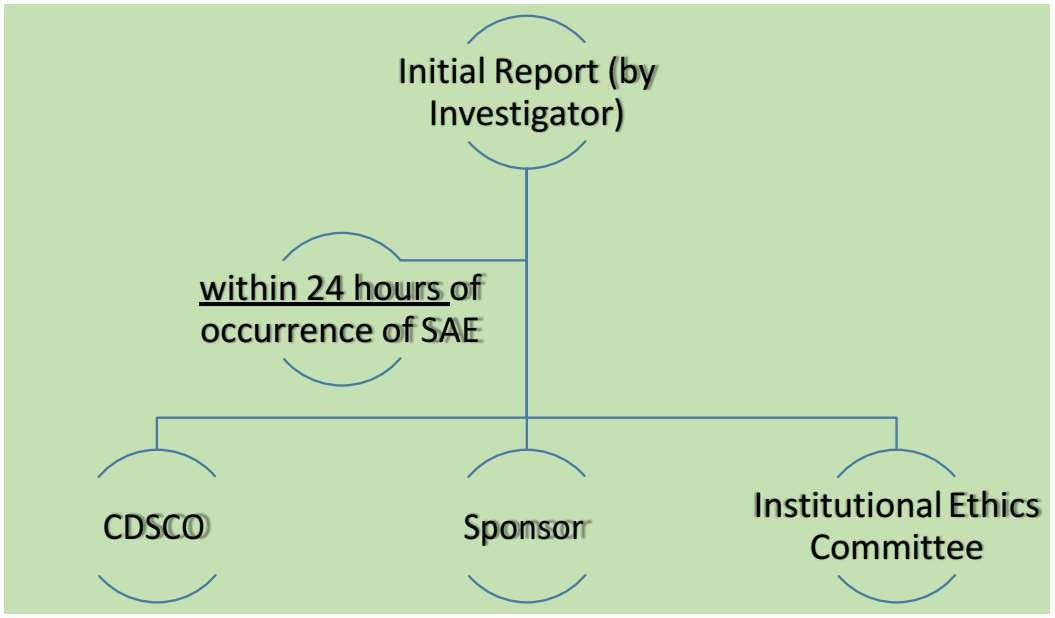 Initial Report (by
Investigator)
within 24 hours of
occurrence of SAE
CDSCO
Sponsor
Institutional Ethics
Committee